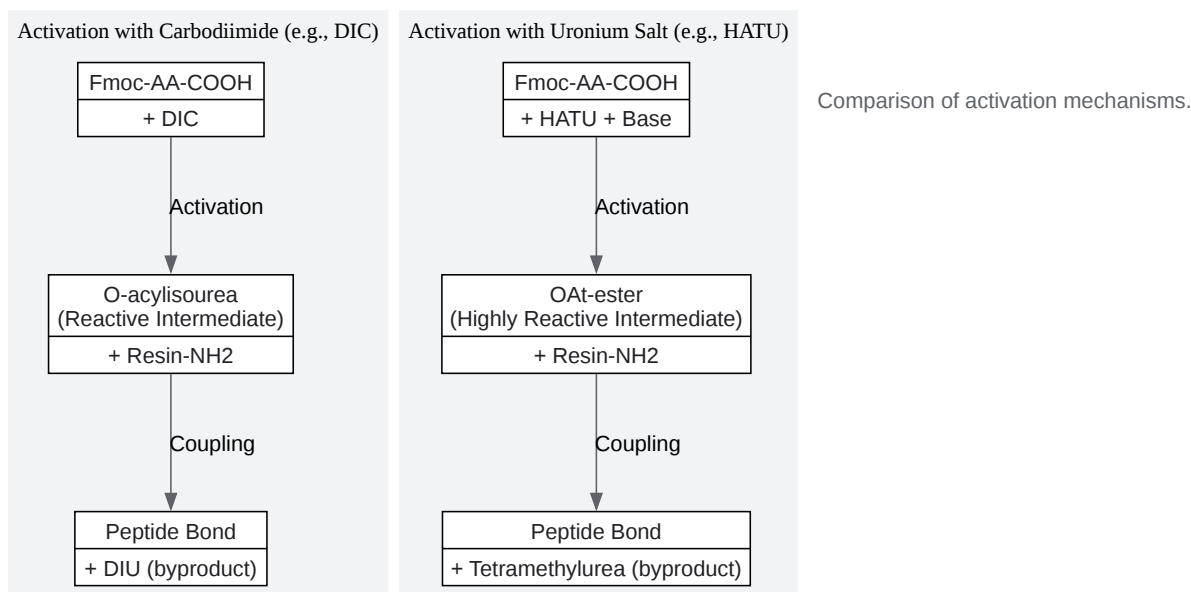 Activation with Carbodiimide (e.g., DIC)
Fmoc-AA-COOH
+ DIC
Activation
O-acylisourea
(Reactive Intermediate)
+ Resin-NH2
Coupling
Peptide Bond
+ DIU (byproduct)
Activation with Uronium Salt (e.g., HATU)
Fmoc-AA-COOH
+ HATU + Base
Activation
OAt-ester
(Highly Reactive Intermediate)
+ Resin-NH2
Coupling
Peptide Bond
+ Tetramethylurea (byproduct)
Comparison of activation mechanisms.